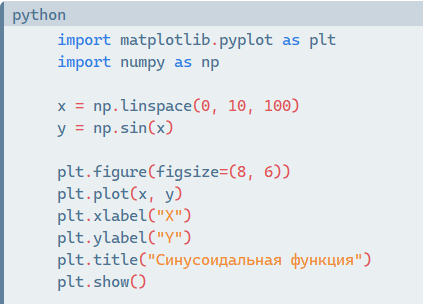 python
import matplotlib.pyplot as plt
import numpy as np
x = np.linspace(0, 10, 100)
y = np.sin(x)
plt.figure(figsize=(8, 6))
plt.plot(x, y)
plt.xlabel("X")
plt.ylabel("Y")
plt.title("Синусоидальная функция")
plt.show()